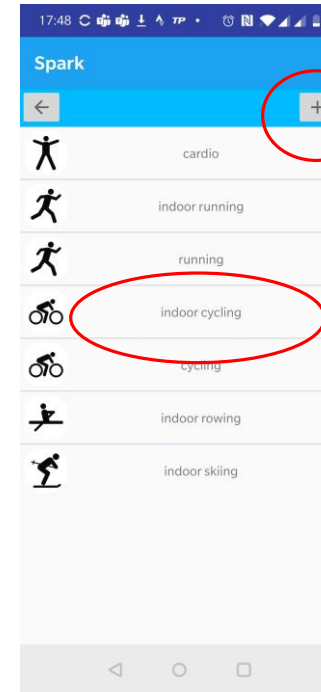 17:48
Spark
cardio
indoor running
running
indoor cycling
cycling
indoor rowing
indoor skiing